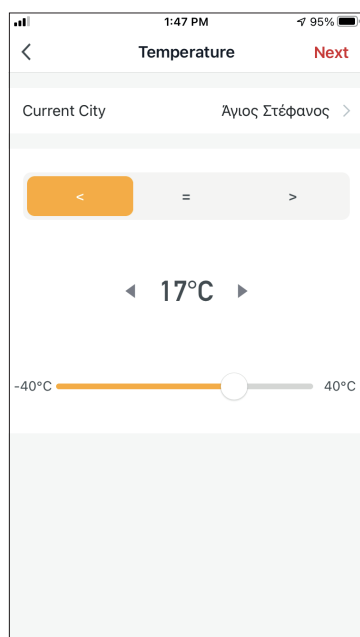 1:47 PM 95%
Temperature Next
Current City Άγιος Στέφανος
< = >
17°C
-40°C 40°C